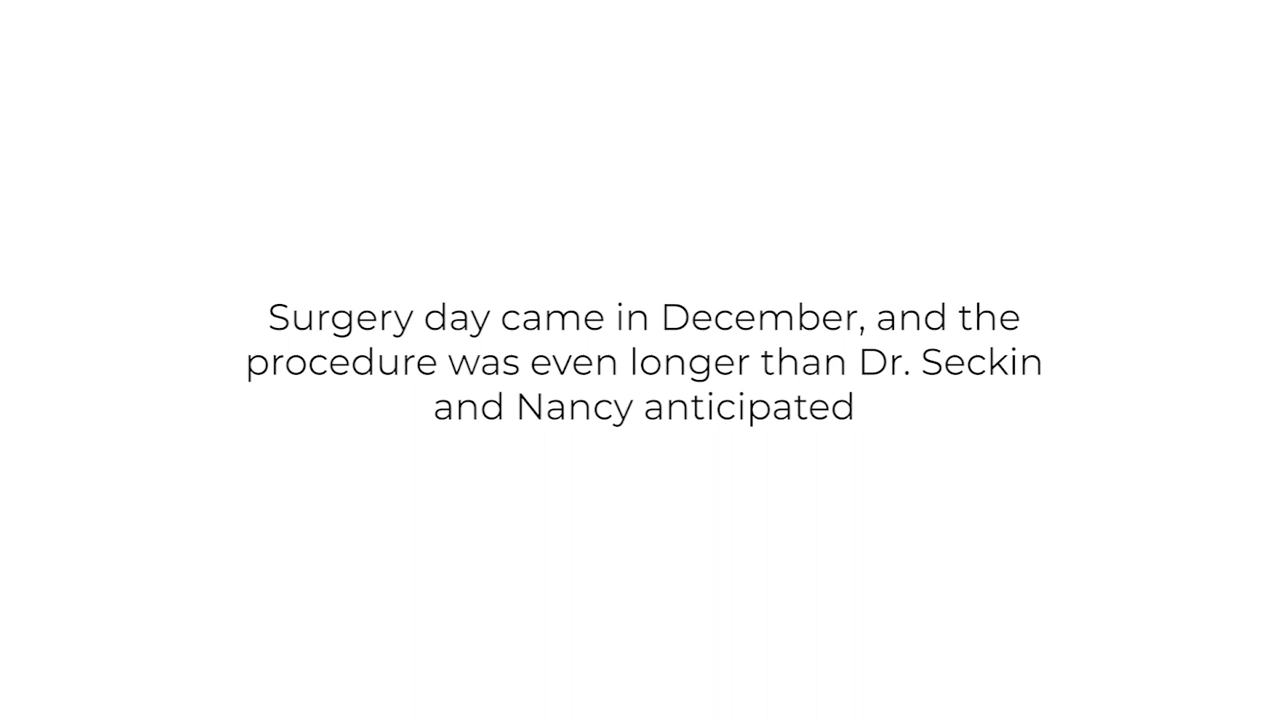 Surgery day came in December, and the
procedure was even longer than Dr. Seckin
and Nancy anticipated